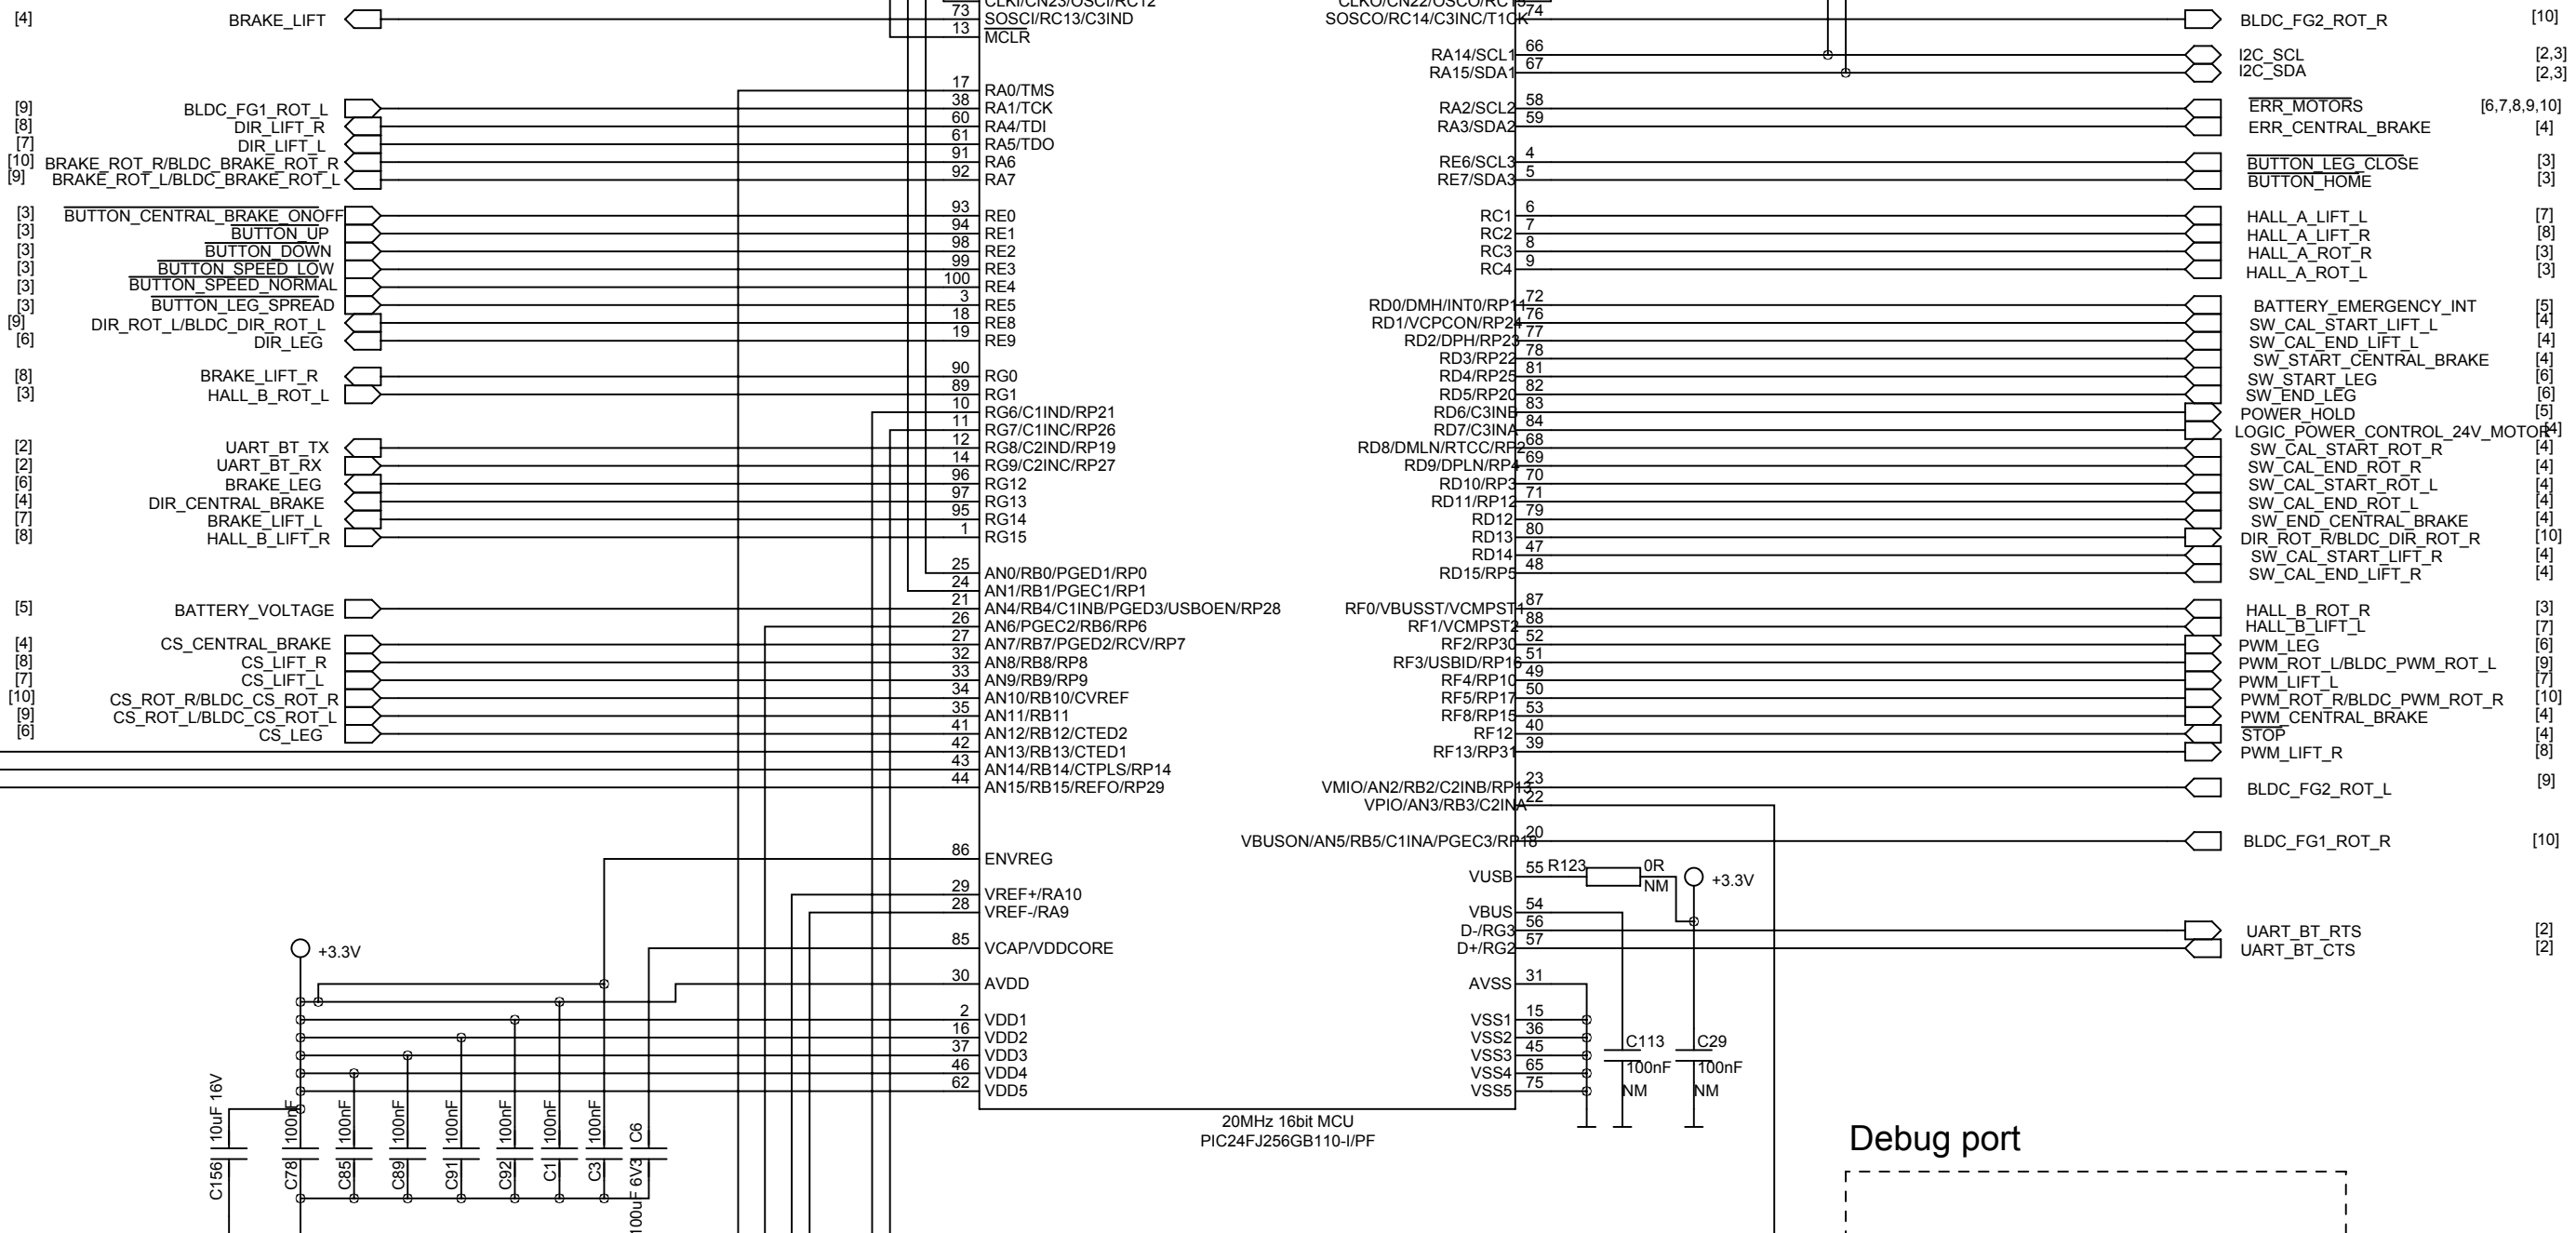 CLKI/CN23/OSCI/RC12
CLKO/CN22/OSCO/RC15
[4] BRAKE_LIFT 73 SOSCI/RC13/C3IND
SOSCO/RC14/C3INC/T1CK 74 BLDC_FG2_ROT_R [10]
13 MCLR
RA14/SCL1 66 I2C_SCL [2,3]
RA15/SDA1 67 I2C_SDA [2,3]
17 RA0/TMS
[9] BLDC_FG1_ROT_L 38 RA1/TCK
[8] DIR_LIFT_R 60 RA4/TDI
[7] DIR_LIFT_L 61 RA5/TDO
[10] BRAKE_ROT_R/BLDC_BRAKE_ROT_R 91 RA6
[9] BRAKE_ROT_L/BLDC_BRAKE_ROT_L 92 RA7
RA2/SCL2 58 ERR_MOTORS [6,7,8,9,10]
RA3/SDA2 59 ERR_CENTRAL_BRAKE [4]
RE6/SCL3 4 BUTTON_LEG_CLOSE [3]
RE7/SDA3 5 BUTTON_HOME [3]
[3] BUTTON_CENTRAL_BRAKE_ONOFF 93 RE0
[3] BUTTON_UP 94 RE1
[3] BUTTON_DOWN 98 RE2
[3] BUTTON_SPEED_LOW 99 RE3
[3] BUTTON_SPEED_NORMAL 100 RE4
[3] BUTTON_LEG_SPREAD 3 RE5
[9] DIR_ROT_L/BLDC_DIR_ROT_L 18 RE8
[6] DIR_LEG 19 RE9
RC1 6 HALL_A_LIFT_L [7]
RC2 7 HALL_A_LIFT_R [8]
RC3 8 HALL_A_ROT_R [3]
RC4 9 HALL_A_ROT_L [3]
RD0/DMH/INT0/RP11 72 BATTERY_EMERGENCY_INT [5]
RD1/VCPCON/RP24 76 SW_CAL_START_LIFT_L [4]
RD2/DPH/RP23 77 SW_CAL_END_LIFT_L [4]
RD3/RP22 78 SW_START_CENTRAL_BRAKE [4]
RD4/RP25 81 SW_START_LEG [6]
RD5/RP20 82 SW_END_LEG [6]
RD6/C3INB 83 POWER_HOLD [5]
RD7/C3INA 84 LOGIC_POWER_CONTROL_24V_MOTOR [4]
RD8/DMLN/RTCC/RP2 68 SW_CAL_START_ROT_R [4]
RD9/DPLN/RP4 69 SW_CAL_END_ROT_R [4]
RD10/RP3 70 SW_CAL_START_ROT_L [4]
RD11/RP12 71 SW_CAL_END_ROT_L [4]
RD12 79 SW_END_CENTRAL_BRAKE [4]
RD13 80 DIR_ROT_R/BLDC_DIR_ROT_R [10]
RD14 47 SW_CAL_START_LIFT_R [4]
RD15/RP5 48 SW_CAL_END_LIFT_R [4]
[8] BRAKE_LIFT_R 90 RG0
[3] HALL_B_ROT_L 89 RG1
10 RG6/C1IND/RP21
11 RG7/C1INC/RP26
[2] UART_BT_TX 12 RG8/C2IND/RP19
[2] UART_BT_RX 14 RG9/C2INC/RP27
[6] BRAKE_LEG 96 RG12
[4] DIR_CENTRAL_BRAKE 97 RG13
[7] BRAKE_LIFT_L 95 RG14
[8] HALL_B_LIFT_R 1 RG15
25 AN0/RB0/PGED1/RP0
24 AN1/RB1/PGEC1/RP1
[5] BATTERY_VOLTAGE 21 AN4/RB4/C1INB/PGED3/USBOEN/RP28
26 AN6/PGEC2/RB6/RP6
[4] CS_CENTRAL_BRAKE 27 AN7/RB7/PGED2/RCV/RP7
[8] CS_LIFT_R 32 AN8/RB8/RP8
[7] CS_LIFT_L 33 AN9/RB9/RP9
[10] CS_ROT_R/BLDC_CS_ROT_R 34 AN10/RB10/CVREF
[9] CS_ROT_L/BLDC_CS_ROT_L 35 AN11/RB11
[6] CS_LEG 41 AN12/RB12/CTED2
42 AN13/RB13/CTED1
43 AN14/RB14/CTPLS/RP14
44 AN15/RB15/REFO/RP29
RF0/VBUSST/VCMPST1 87 HALL_B_ROT_R [3]
RF1/VCMPST2 88 HALL_B_LIFT_L [7]
RF2/RP30 52 PWM_LEG [6]
RF3/USBID/RP16 51 PWM_ROT_L/BLDC_PWM_ROT_L [9]
RF4/RP10 49 PWM_LIFT_L [7]
RF5/RP17 50 PWM_ROT_R/BLDC_PWM_ROT_R [10]
RF8/RP15 53 PWM_CENTRAL_BRAKE [4]
RF12 40 STOP [4]
RF13/RP31 39 PWM_LIFT_R [8]
VMIO/AN2/RB2/C2INB/RP13 23 BLDC_FG2_ROT_L [9]
VPIO/AN3/RB3/C2INA 22
VBUSON/AN5/RB5/C1INA/PGEC3/RP18 20 BLDC_FG1_ROT_R [10]
86 ENVREG
VUSB 55 R123 0R NM +3.3V
29 VREF+/RA10
28 VREF-/RA9
VBUS 54
D-/RG3 56 UART_BT_RTS [2]
D+/RG2 57 UART_BT_CTS [2]
+3.3V
85 VCAP/VDDCORE
30 AVDD
AVSS 31
2 VDD1
16 VDD2
37 VDD3
46 VDD4
62 VDD5
VSS1 15
VSS2 36
VSS3 45
VSS4 65
VSS5 75
C113 100nF NM
C29 100nF NM
C156 10uF 16V
C78 100nF
C85 100nF
C89 100nF
C91 100nF
C92 100nF
C1 100nF
C3 100nF
100uF 6V3 C6
20MHz 16bit MCU
PIC24FJ256GB110-I/PF
Debug port